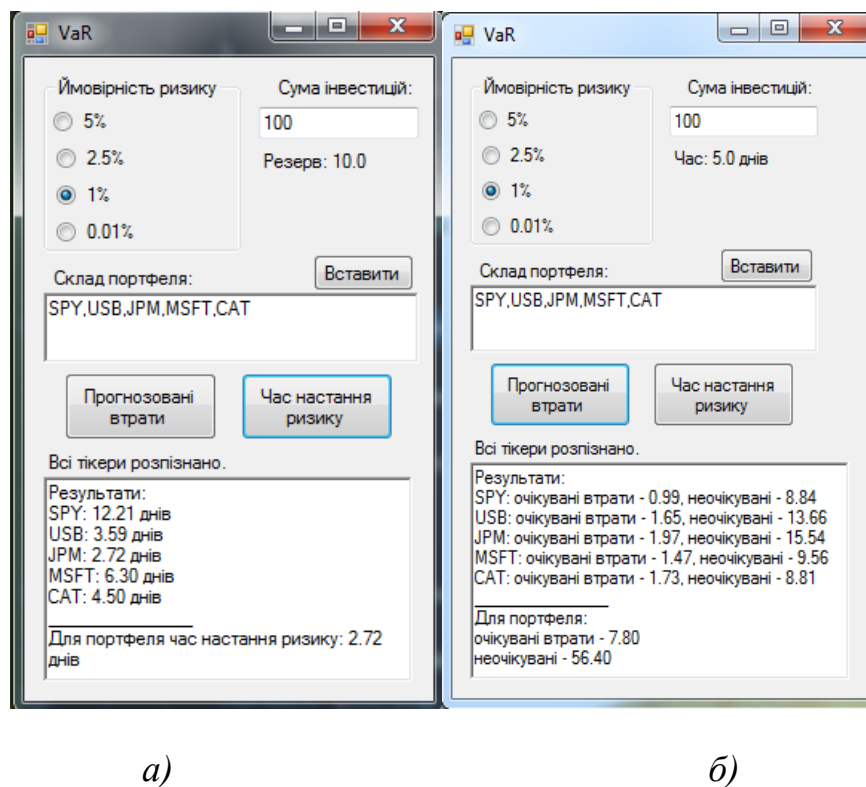 VaR
Ймовірність ризику
Сума інвестицій:
5%
100
2.5%
Резерв: 10.0
1%
0.01%
Склад портфеля:
Вставити
SPY,USB,JPM,MSFT,CAT
Прогнозовані
втрати
Час настання
ризику
Всі тікери розпізнано.
Результати:
SPY: 12.21 днів
USB: 3.59 днів
JPM: 2.72 днів
MSFT: 6.30 днів
CAT: 4.50 днів
Для портфеля час настання ризику: 2.72
днів
а)
VaR
Ймовірність ризику
Сума інвестицій:
5%
100
2.5%
Час: 5.0 днів
1%
0.01%
Склад портфеля:
Вставити
SPY,USB,JPM,MSFT,CAT
Прогнозовані
втрати
Час настання
ризику
Всі тікери розпізнано.
Результати:
SPY: очікувані втрати - 0.99, неочікувані - 8.84
USB: очікувані втрати - 1.65, неочікувані - 13.66
JPM: очікувані втрати - 1.97, неочікувані - 15.54
MSFT: очікувані втрати - 1.47, неочікувані - 9.56
CAT: очікувані втрати - 1.73, неочікувані - 8.81
Для портфеля:
очікувані втрати - 7.80
неочікувані - 56.40
б)